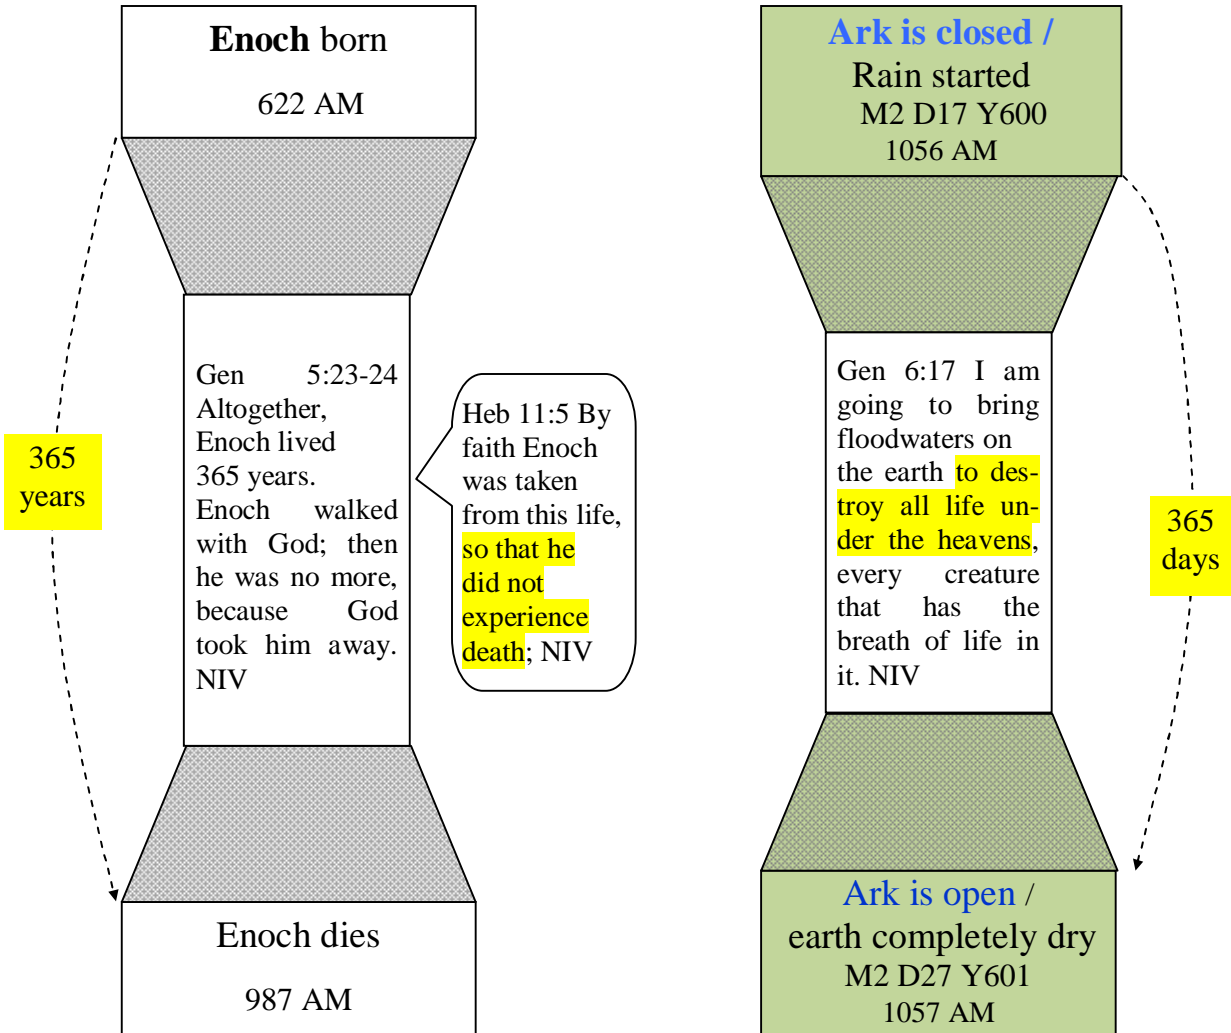 Enoch born
622 AM
365
years
Gen 5:23-24
Altogether,
Enoch lived
365 years.
Enoch walked
with God; then
he was no more,
because God
took him away.
NIV
Heb 11:5 By
faith Enoch
was taken
from this life,
so that he
did not
experience
death; NIV
Enoch dies
987 AM
Ark is closed /
Rain started
M2 D17 Y600
1056 AM
Gen 6:17 I am
going to bring
floodwaters on
the earth to des-
troy all life un-
der the heavens,
every creature
that has the
breath of life in
it. NIV
365
days
Ark is open /
earth completely dry
M2 D27 Y601
1057 AM